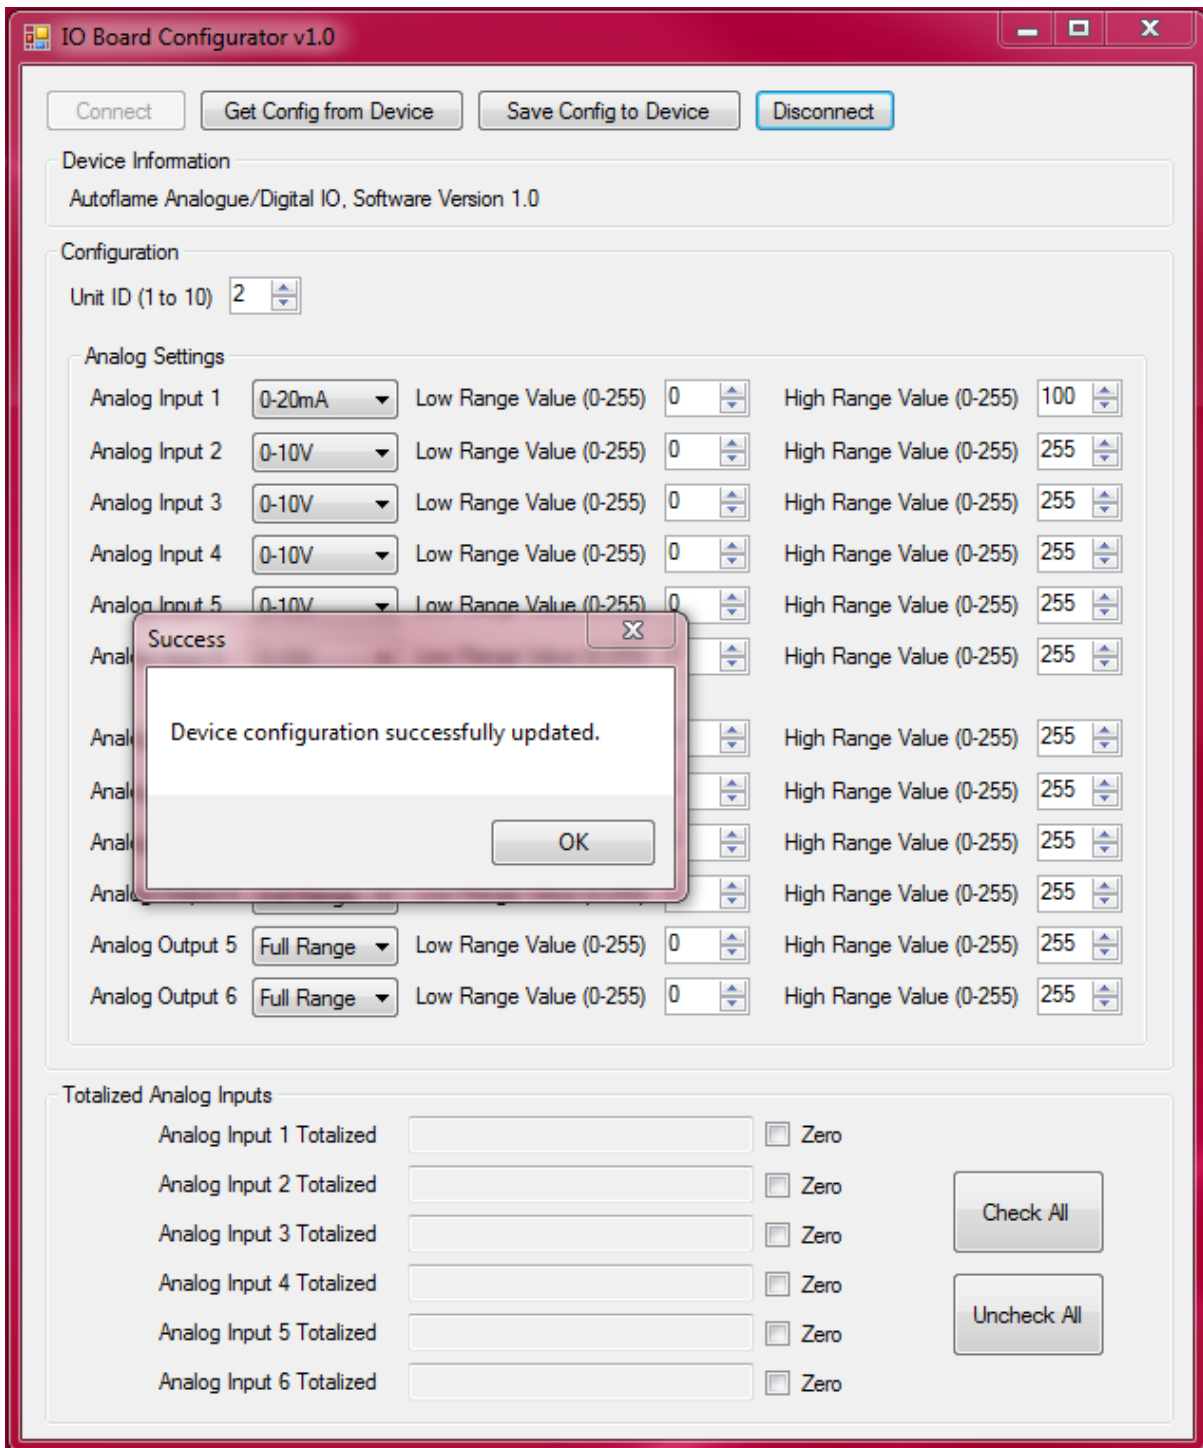 IO Board Configurator v1.0
Connect Get Config from Device Save Config to Device Disconnect
Device Information
Autoflame Analogue/Digital IO, Software Version 1.0
Configuration
Unit ID (1 to 10) 2
Analog Settings
Analog Input 1 0-20mA Low Range Value (0-255) 0 High Range Value (0-255) 100
Analog Input 2 0-10V Low Range Value (0-255) 0 High Range Value (0-255) 255
Analog Input 3 0-10V Low Range Value (0-255) 0 High Range Value (0-255) 255
Analog Input 4 0-10V Low Range Value (0-255) 0 High Range Value (0-255) 255
Analog Input 5 0-10V Low Range Value (0-255) 0 High Range Value (0-255) 255
High Range Value (0-255) 255
High Range Value (0-255) 255
High Range Value (0-255) 255
High Range Value (0-255) 255
High Range Value (0-255) 255
Success
Device configuration successfully updated.
OK
Analog Output 5 Full Range Low Range Value (0-255) 0 High Range Value (0-255) 255
Analog Output 6 Full Range Low Range Value (0-255) 0 High Range Value (0-255) 255
Totalized Analog Inputs
Analog Input 1 Totalized Zero
Analog Input 2 Totalized Zero
Analog Input 3 Totalized Zero
Analog Input 4 Totalized Zero
Analog Input 5 Totalized Zero
Analog Input 6 Totalized Zero
Check All
Uncheck All